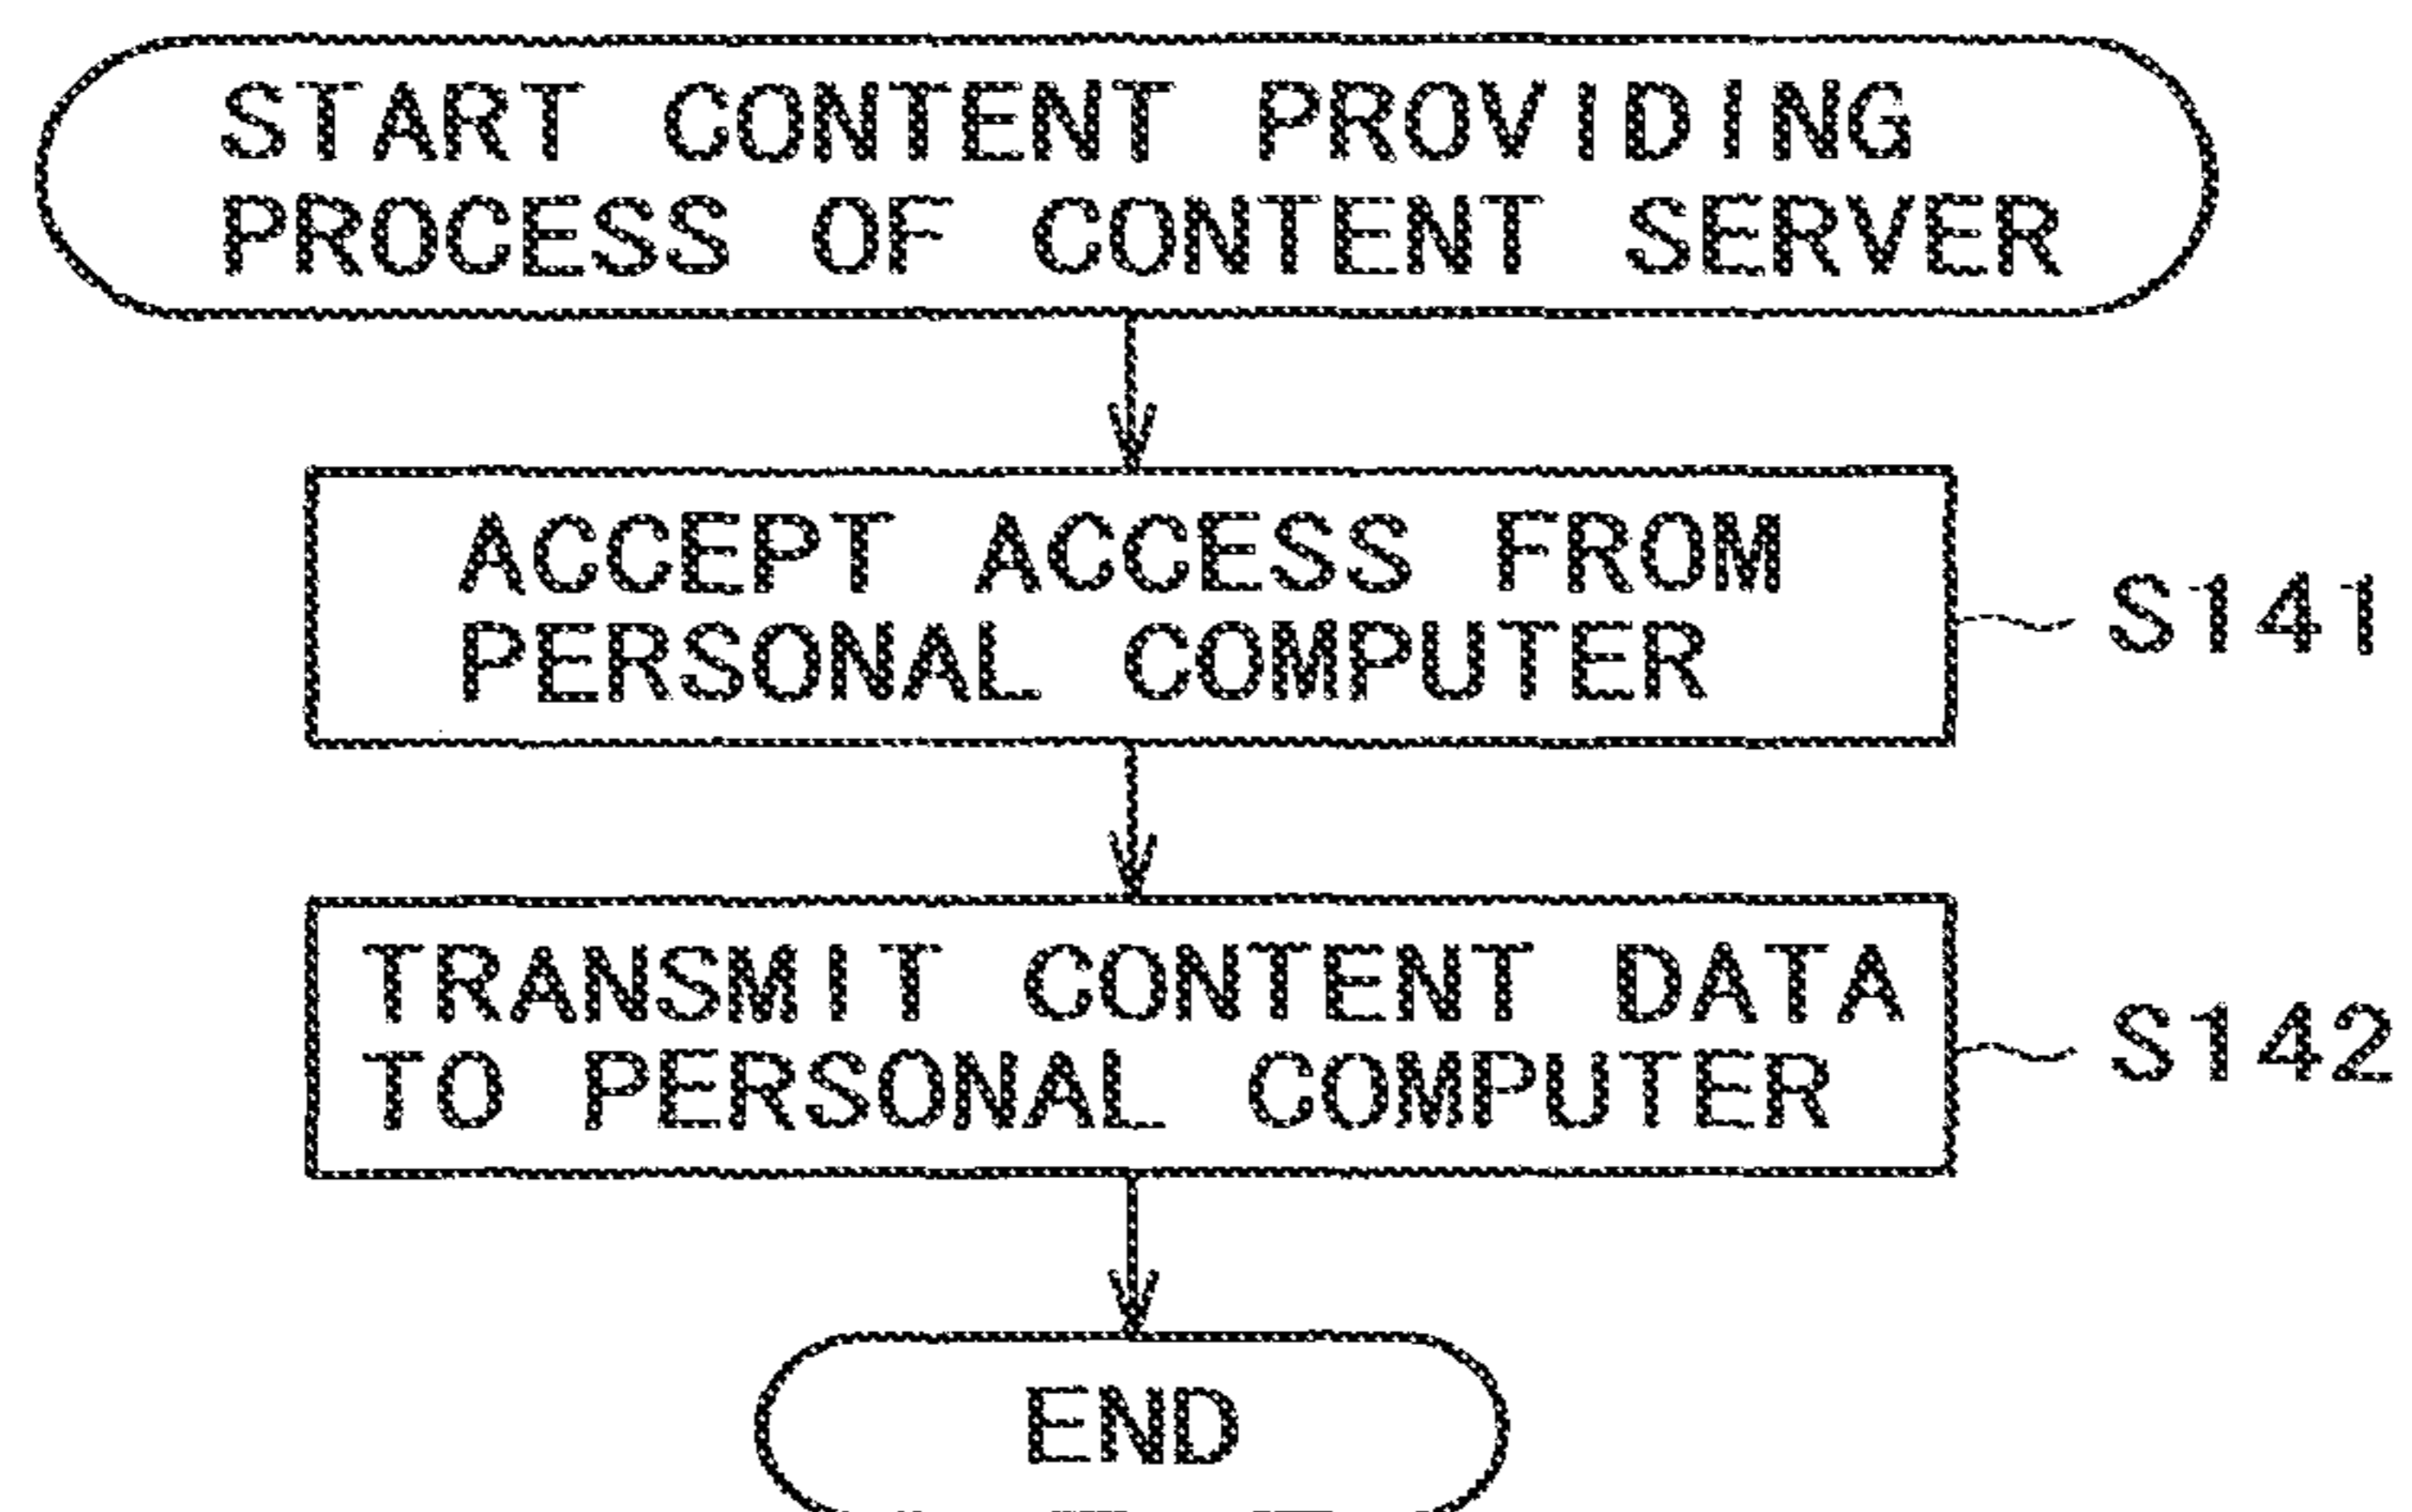 START CONTENT PROVIDING
PROCESS OF CONTENT SERVER
ACCEPT ACCESS FROM
PERSONAL COMPUTER
S141
TRANSMIT CONTENT DATA
TO PERSONAL COMPUTER
S142
END